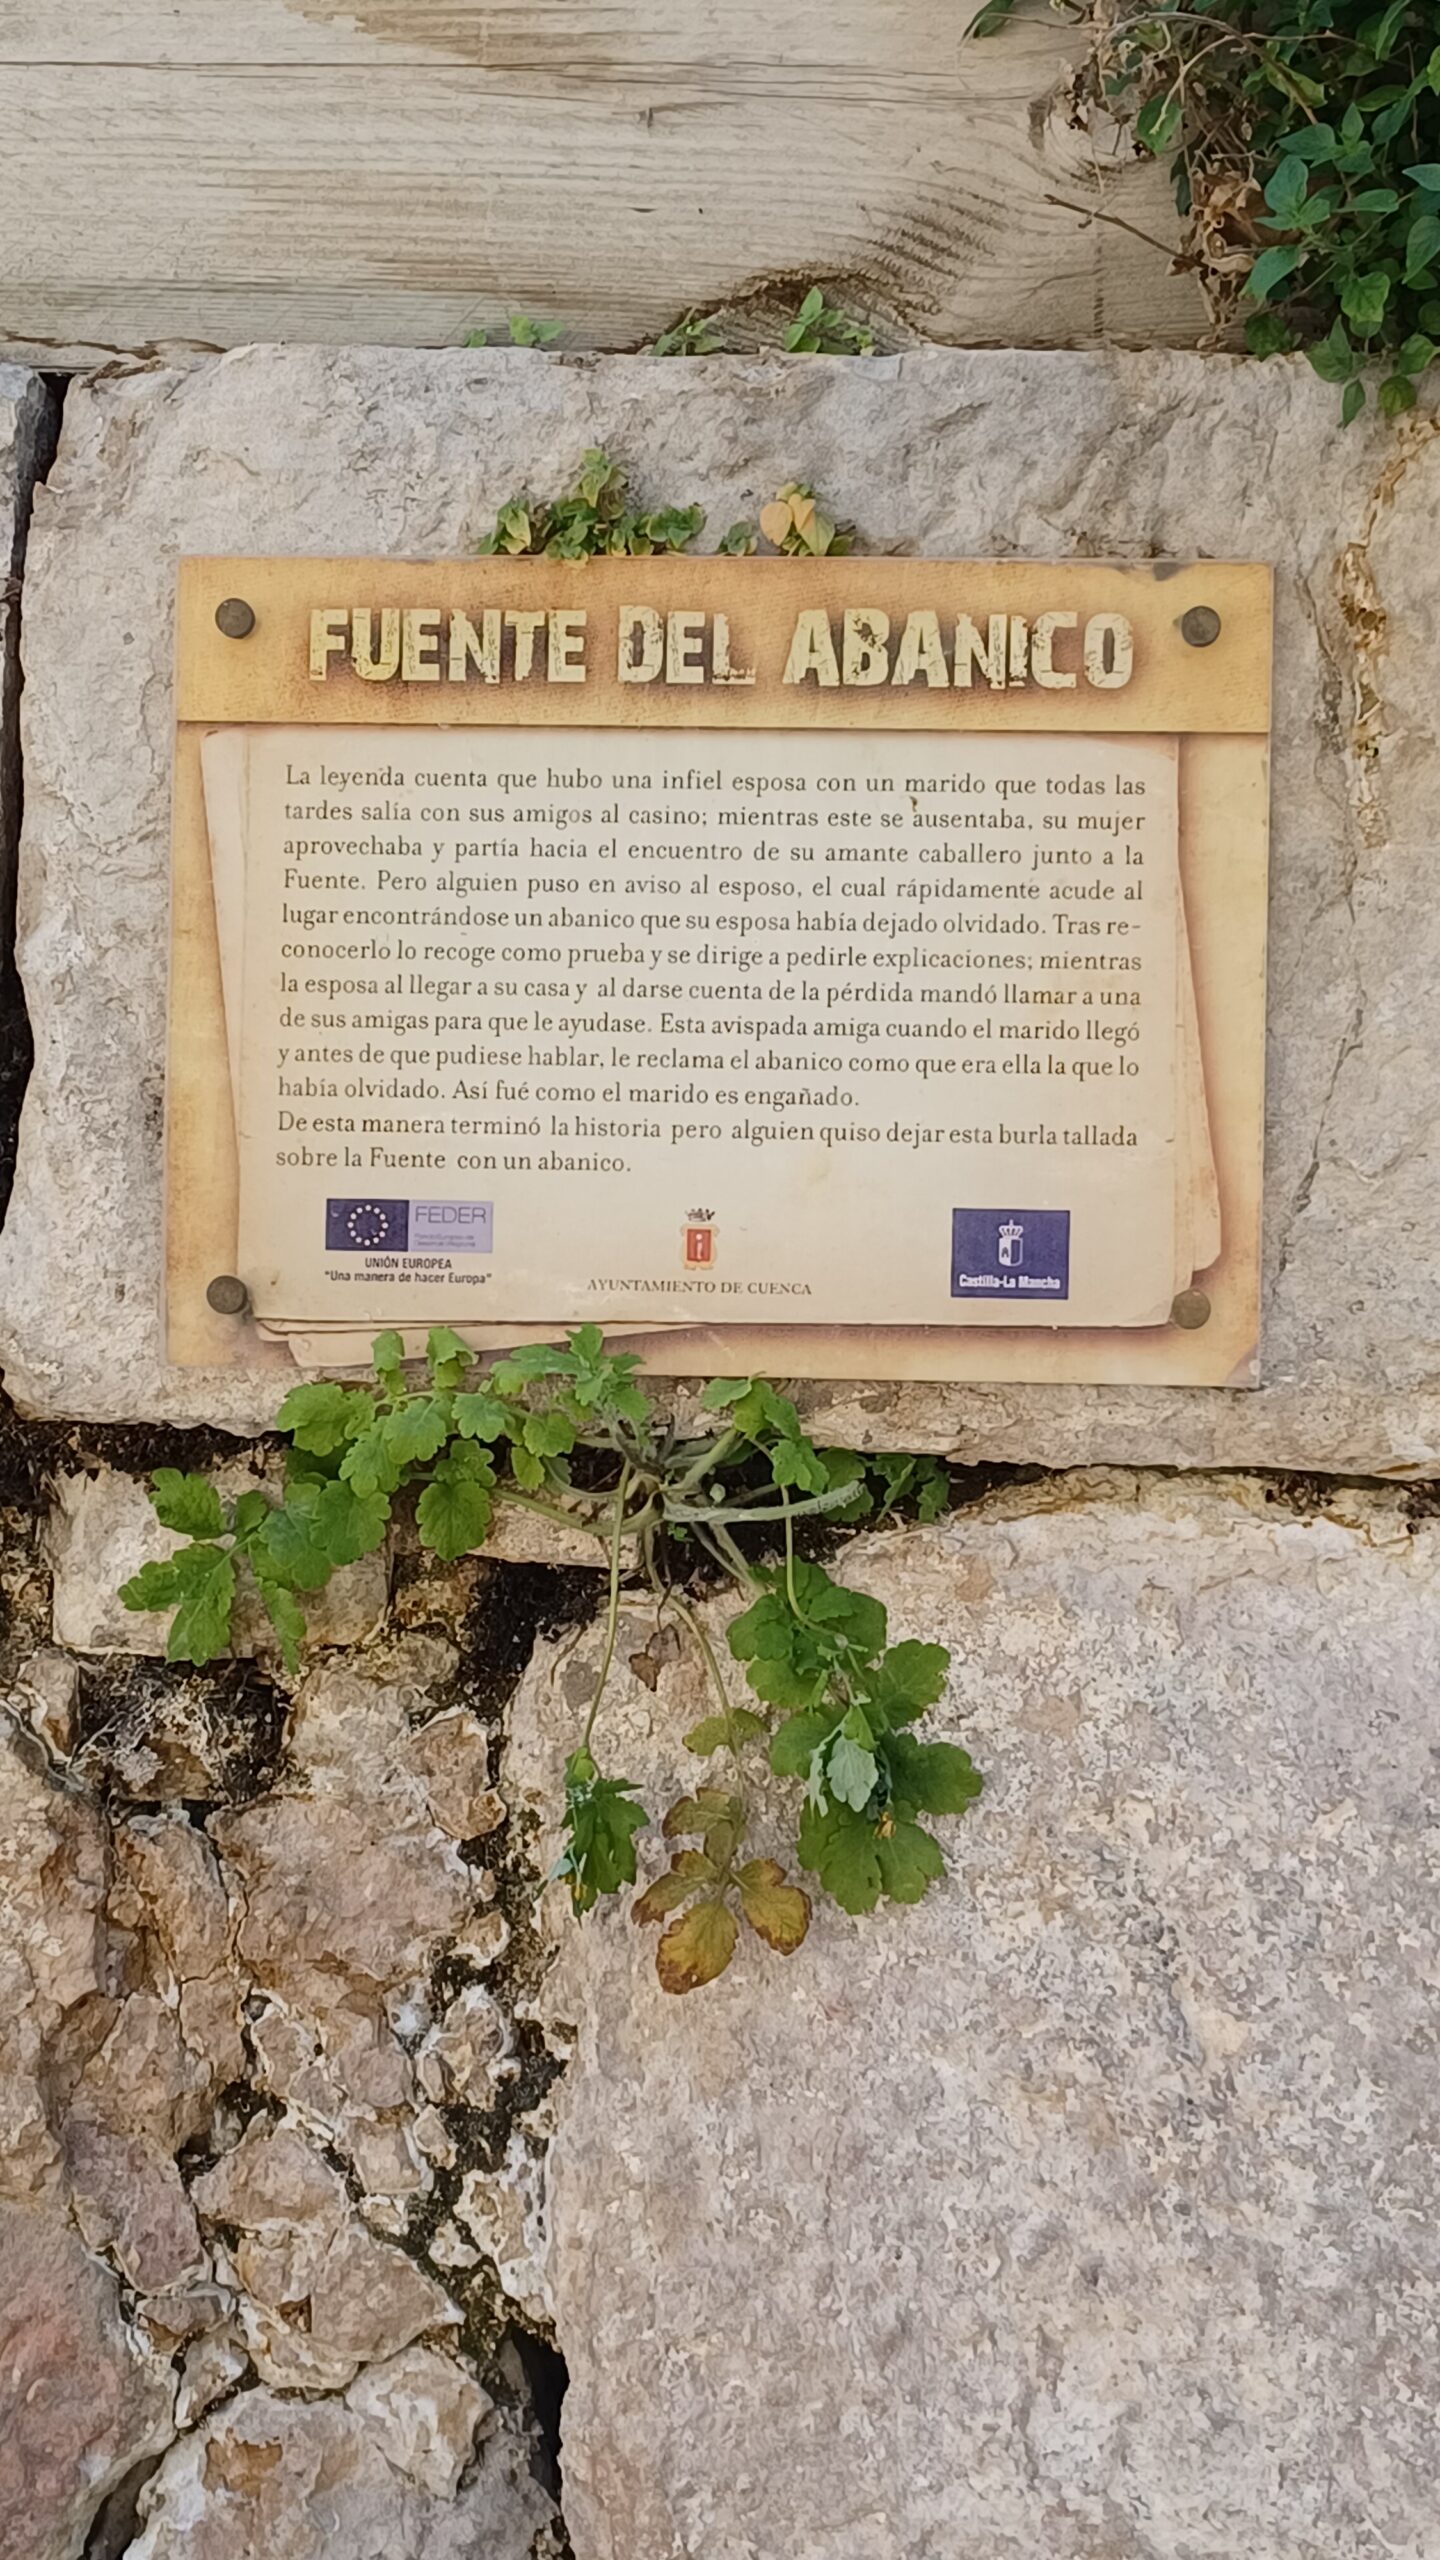 FUENTE DEL ABANICO
La leyenda cuenta que hubo una infiel esposa con un marido que todas las
tardes salía con sus amigos al casino; mientras este se ausentaba, su mujer
aprovechaba y partía hacia el encuentro de su amante caballero junto a la
Fuente. Pero alguien puso en aviso al esposo, el cual rápidamente acude al
lugar encontrándose un abanico que su esposa había dejado olvidado. Tras re-
conocerlo lo recoge como prueba y se dirige a pedirle explicaciones; mientras
la esposa al llegar a su casa y al darse cuenta de la pérdida mandó llamar a una
de sus amigas para que le ayudase. Esta avispada amiga cuando el marido llegó
y antes de que pudiese hablar, le reclama el abanico como que era ella la que lo
había olvidado. Así fué como el marido es engañado.
De esta manera terminó la historia pero alguien quiso dejar esta burla tallada
sobre la Fuente con un abanico.
FEDER
UNIÓN EUROPEA
"Una manera de hacer Europa"
AYUNTAMIENTO DE CUENCA
Castilla-La Mancha